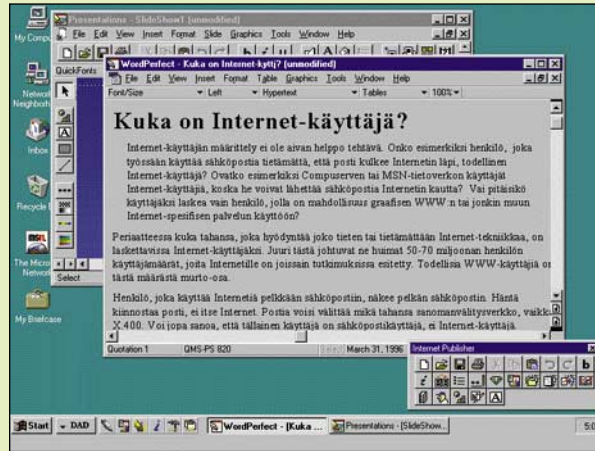 Presentations - SlideShow1 (unmodified)
File Edit View Insert Format Slide Graphics Tools Window Help
My Compu
QuickFonts
Network
Neighborh
Inbox
Recycle B
The Micro
Network
My Briefcase
Select
WordPerfect - Kuka on Internet-kyttj? (unmodified)
File Edit View Insert Format Table Graphics Tools Window Help
Font/Size Left Hypertext Tables 100%
Kuka on Internet-käyttäjä?
Internet-käyttäjän määrittely ei ole aivan helppo tehtävä. Onko esimerkiksi henkilö, joka
työssään käyttää sähköpostia tietämättä, että posti kulkee Internetin läpi, todellinen
Internet-käyttäjä? Ovatko esimerkiksi Compuserven tai MSN-tietoverkon käyttäjät
Internet-käyttäjiä, koska he voivat lähettää sähköpostia Internetin kautta? Vai pitäisikö
käyttäjäksi laskea vain henkilö, jolla on mahdollisuus graafisen WWW:n tai jonkin muun
Internet-spesifisen palvelun käyttöön?
Periaatteessa kuka tahansa, joka hyödyntää joko tieten tai tietämättään Internet-tekniikkaa, on
laskettavissa Internet-käyttäjäksi. Juuri tästä johtuvat ne huimat 50-70 miljoonan henkilön
käyttäjämäärät, joita Internetille on joissain tutkimuksissa esitetty. Todellisia WWW-käyttäjiä on
tästä määrästä murto-osa.
Henkilö, joka käyttää Internetiä pelkkään sähköpostiin, näkee pelkän sähköpostin. Häntä
kiinnostaa posti, ei itse Internet. Postia voisi välittää mikä tahansa sanomanvälitysverkko, vaikka
X.400. Voi jopa sanoa, että tällainen käyttäjä on sähköpostikäyttäjä, ei Internet-käyttäjä.
Quotation 1 QMS-PS 820 Select March 31, 1996
Internet Publisher
Start DAD WordPerfect - [Kuka ... Presentations - [SlideShow... 5:0